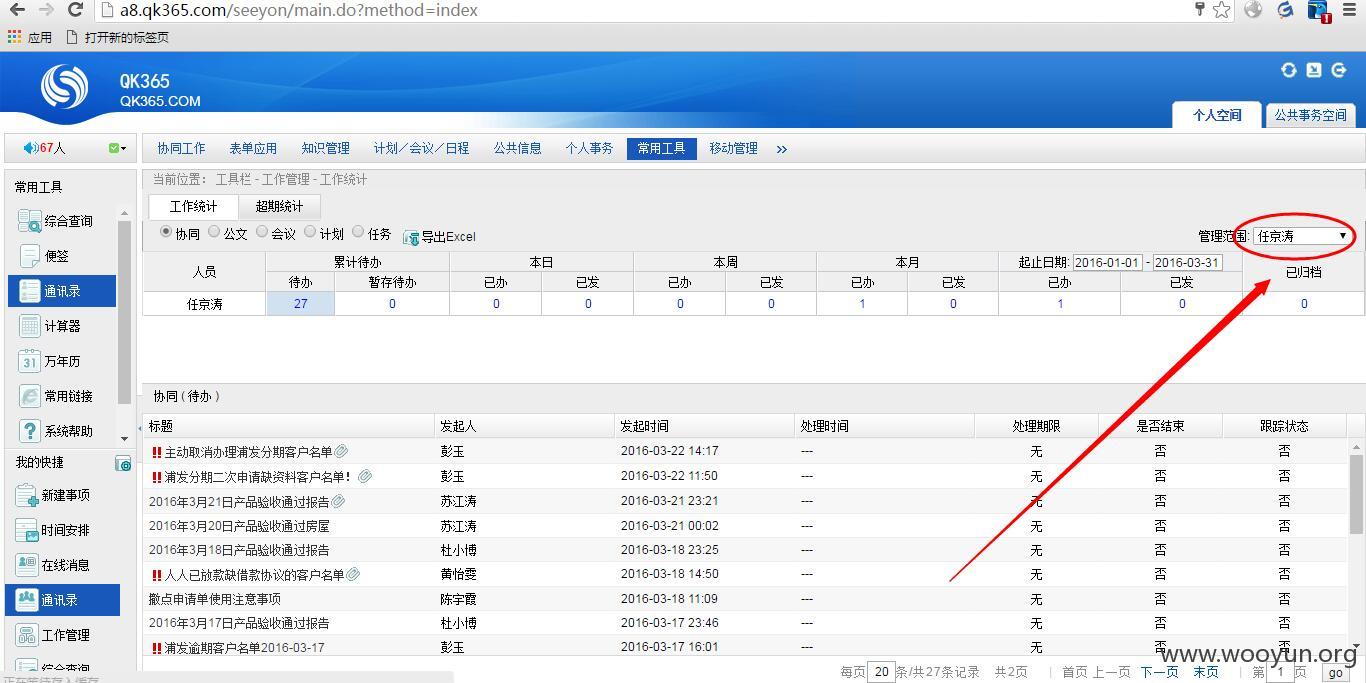 a8.qk365.com/seeyon/main.do?method=index
应用 打开新的标签页
QK365
QK365.COM
个人空间 公共事务空间
67人 协同工作 表单应用 知识管理 计划／会议／日程 公共信息 个人事务 常用工具 移动管理 »
常用工具
综合查询
便签
通讯录
计算器
31 万年历
常用链接
系统帮助
我的快捷
新建事项
时间安排
在线消息
通讯录
工作管理
综合查询
当前位置： 工具栏 - 工作管理 - 工作统计
工作统计 超期统计
协同 公文 会议 计划 任务 导出Excel 管理范围: 任京涛
人员 累计待办 本日 本周 本月 起止日期: 2016-01-01 - 2016-03-31 已归档
待办 暂存待办 已办 已发 已办 已发 已办 已发 已办 已发
任京涛 27 0 0 0 0 0 1 0 1 0 0
协同 ( 待办 )
标题 发起人 发起时间 处理时间 处理期限 是否结束 跟踪状态
!! 主动取消办理浦发分期客户名单 彭玉 2016-03-22 14:17 --- 无 否 否
!! 浦发分期二次申请缺资料客户名单！ 彭玉 2016-03-22 11:50 --- 无 否 否
2016年3月21日产品验收通过报告 苏江涛 2016-03-21 23:21 --- 无 否 否
2016年3月20日产品验收通过房屋 苏江涛 2016-03-21 00:02 --- 无 否 否
2016年3月18日产品验收通过报告 杜小博 2016-03-18 23:25 --- 无 否 否
!! 人人已放款缺借款协议的客户名单 黄怡雯 2016-03-18 14:50 --- 无 否 否
撤点申请单使用注意事项 陈宇霞 2016-03-18 11:09 --- 无 否 否
2016年3月17日产品验收通过报告 杜小博 2016-03-17 23:46 --- 无 否 否
!! 浦发逾期客户名单2016-03-17 彭玉 2016-03-17 16:01 --- 无 否 否
每页 20 条/共27条记录 共2页 | 首页 上一页 下一页 末页 | 第 1 页 go
www.wooyun.org